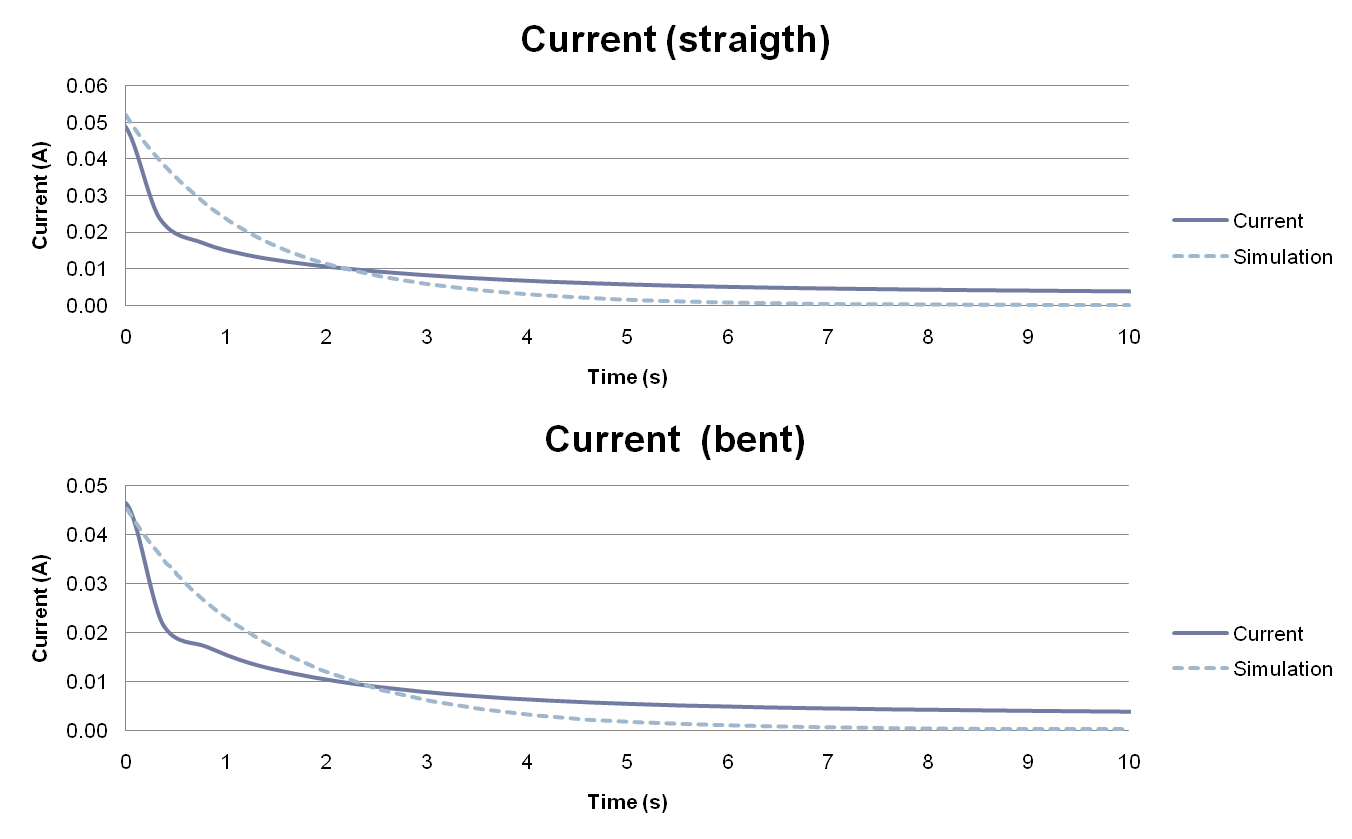 Current (straigth)
0.06
0.05
0.04
0.03
0.02
0.01
0.00
Current (A)
0 1 2 3 4 5 6 7 8 9 10
Time (s)
Current
Simulation
Current (bent)
0.05
0.04
0.03
0.02
0.01
0.00
Current (A)
0 1 2 3 4 5 6 7 8 9 10
Time (s)
Current
Simulation